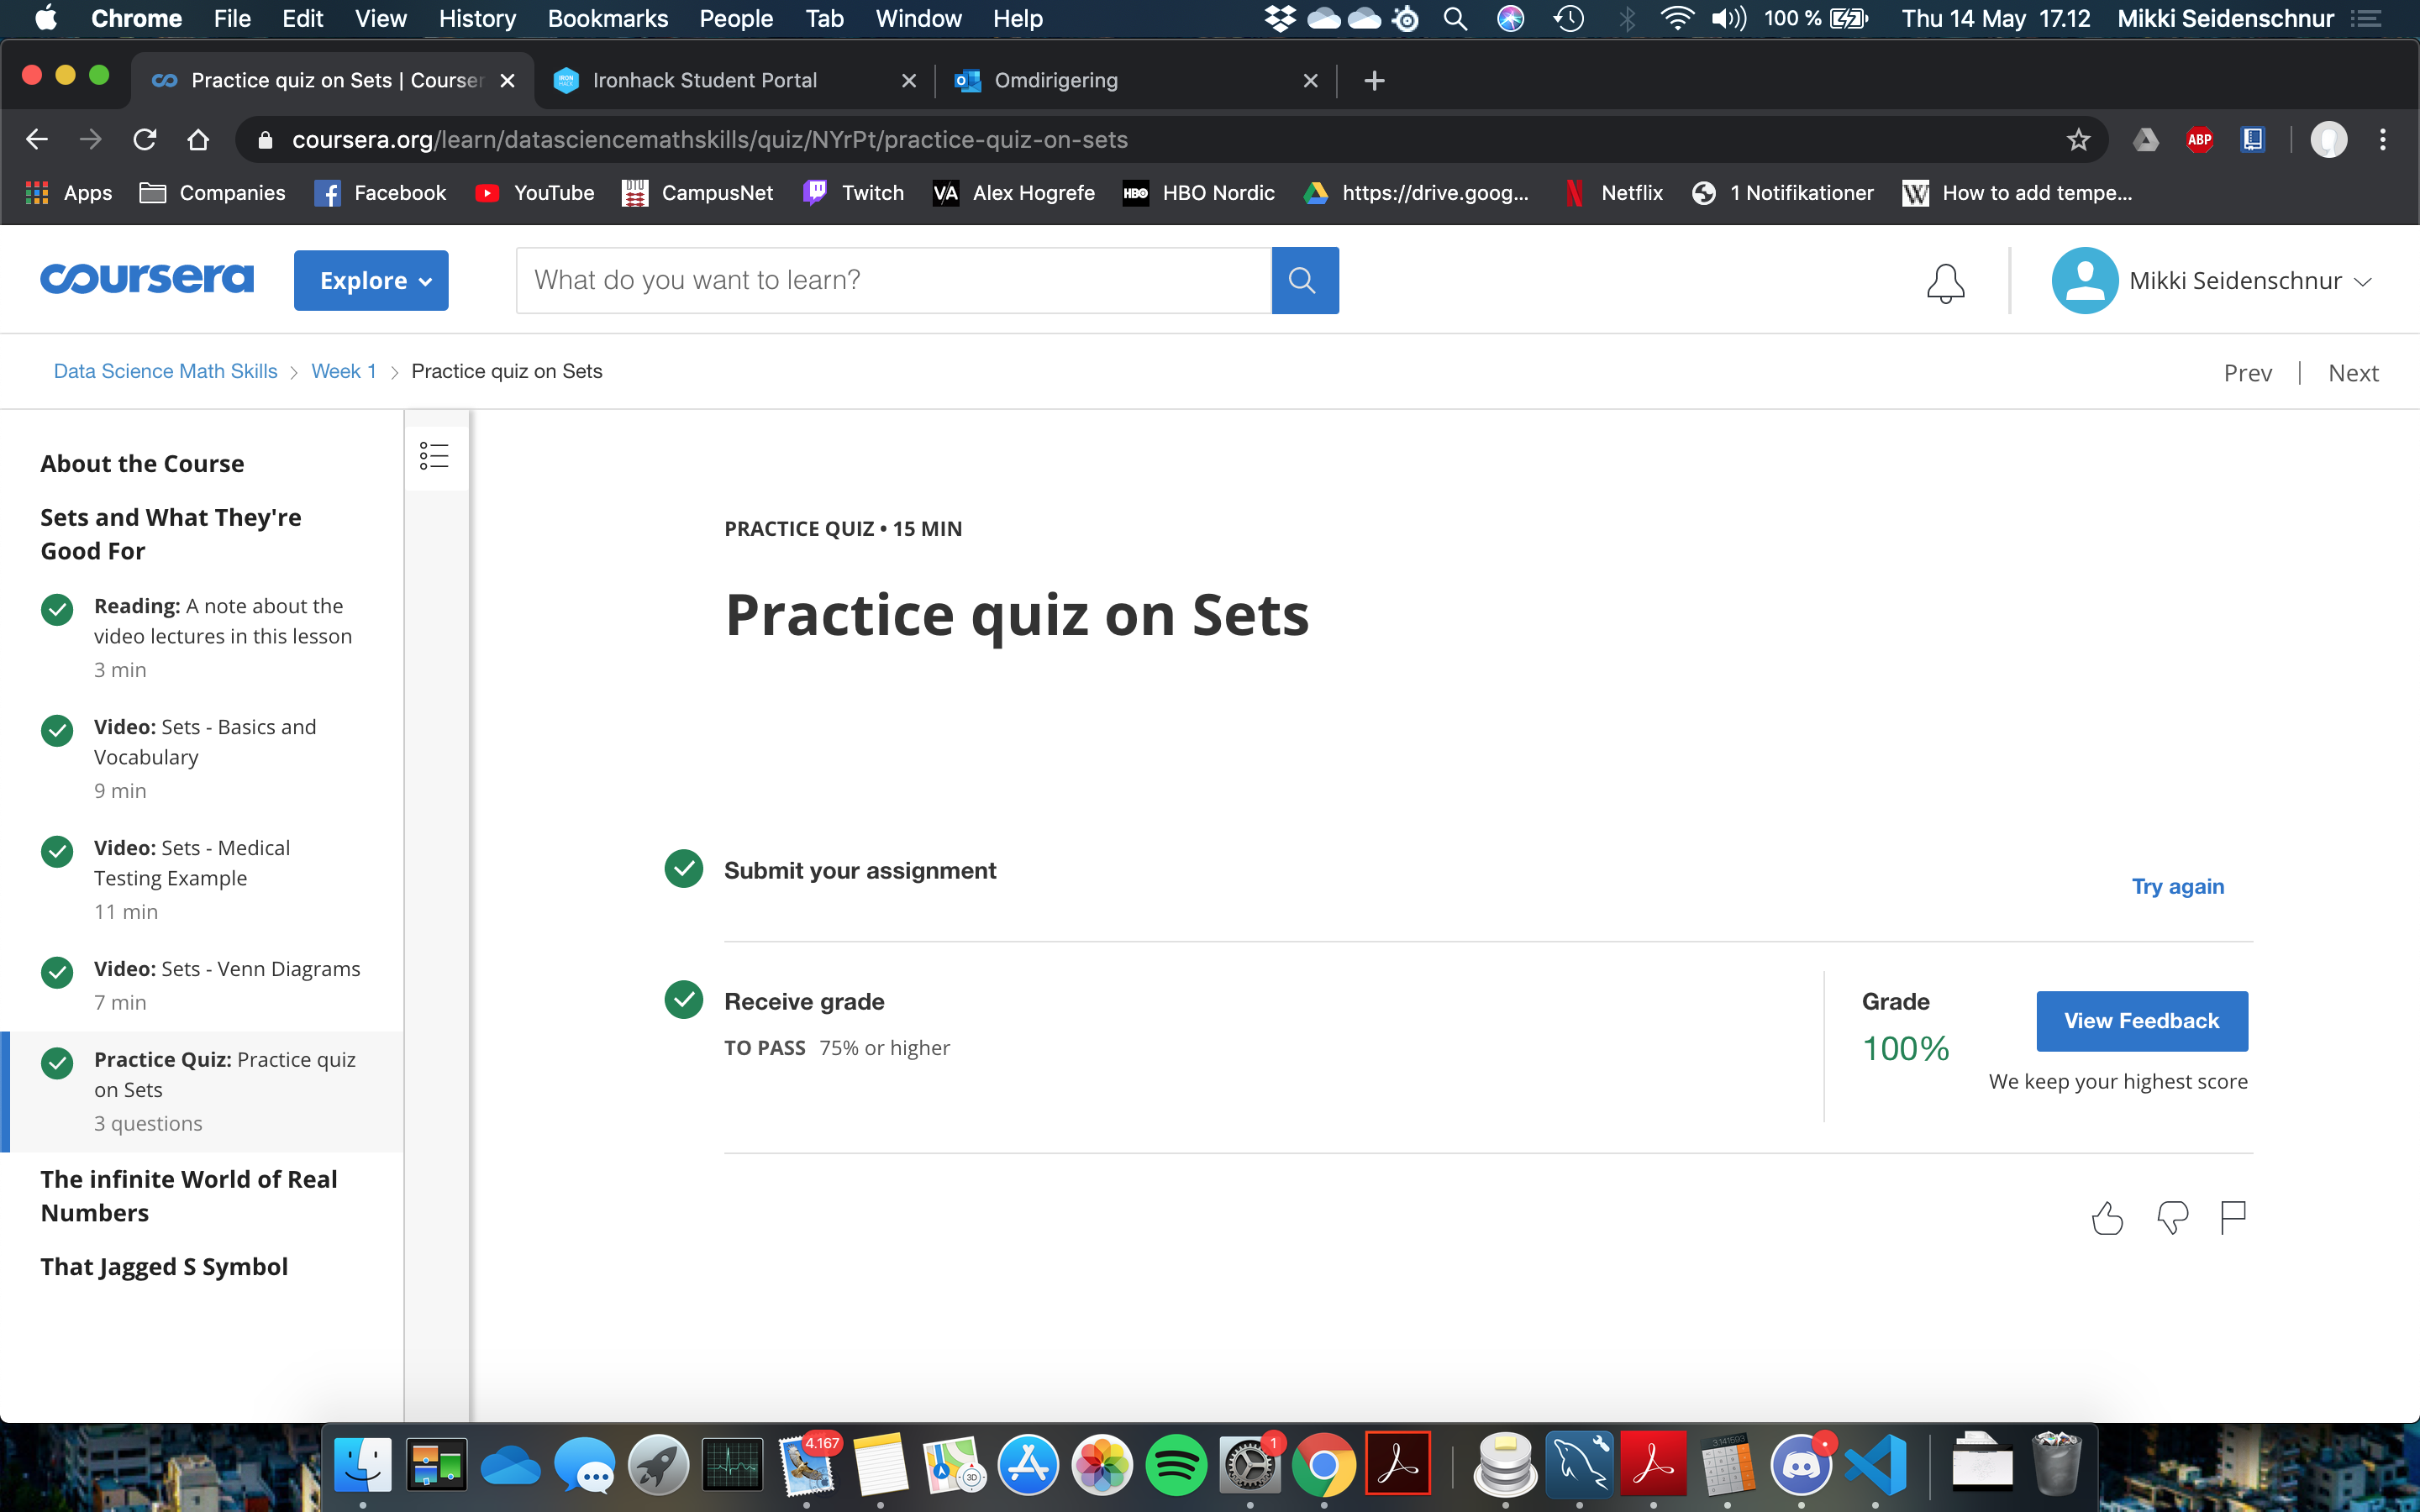 Chrome File Edit View History Bookmarks People Tab Window Help 100 % Thu 14 May 17.12 Mikki Seidenschnur
Practice quiz on Sets | Courser Ironhack Student Portal Omdirigering
coursera.org/learn/datasciencemathskills/quiz/NYrPt/practice-quiz-on-sets ABP
Apps Companies Facebook YouTube CampusNet Twitch VA Alex Hogrefe HBO HBO Nordic https://drive.goog... Netflix 1 Notifikationer W How to add tempe...
coursera Explore What do you want to learn? Mikki Seidenschnur
Data Science Math Skills Week 1 Practice quiz on Sets Prev | Next
About the Course
Sets and What They're
Good For
Reading: A note about the
video lectures in this lesson
3 min
Video: Sets - Basics and
Vocabulary
9 min
Video: Sets - Medical
Testing Example
11 min
Video: Sets - Venn Diagrams
7 min
Practice Quiz: Practice quiz
on Sets
3 questions
The infinite World of Real
Numbers
That Jagged S Symbol
PRACTICE QUIZ • 15 MIN
Practice quiz on Sets
Submit your assignment
Try again
Receive grade
TO PASS 75% or higher
Grade
100%
View Feedback
We keep your highest score
4.167
3D
1
3.141593